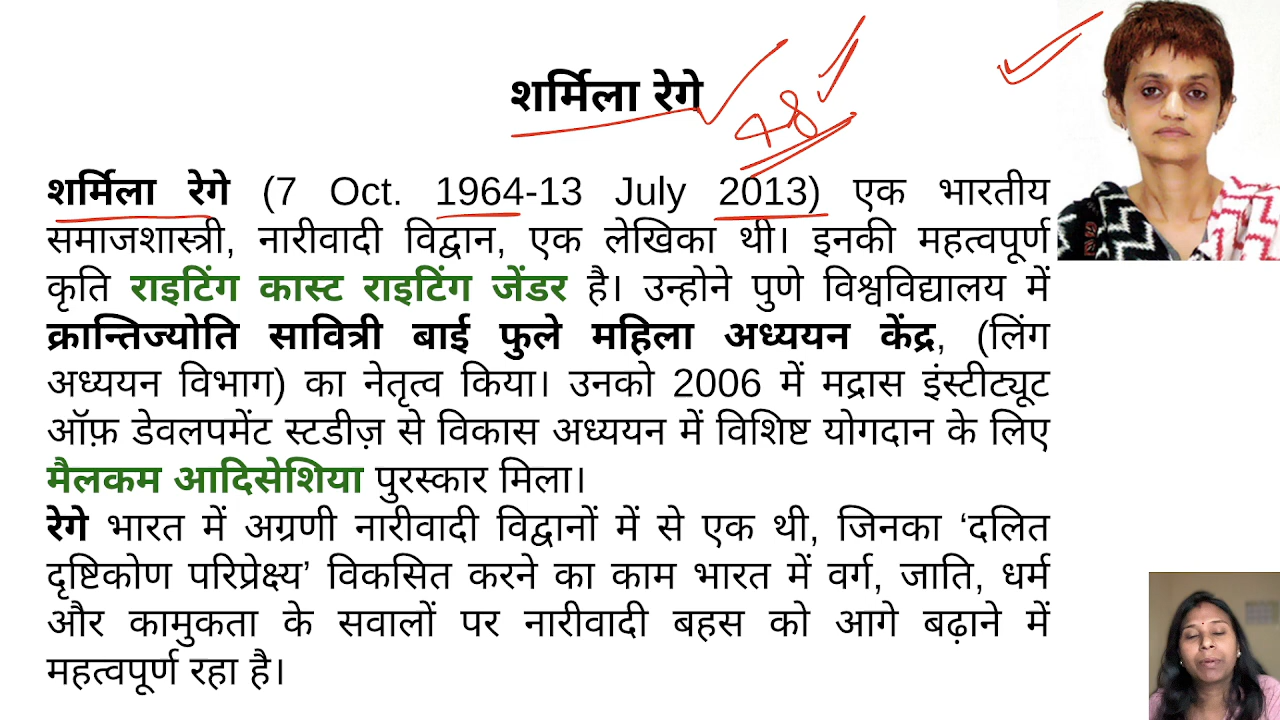 शर्मिला रेगे
48
शर्मिला रेगे (7 Oct. 1964-13 July 2013) एक भारतीय
समाजशास्त्री, नारीवादी विद्वान, एक लेखिका थी। इनकी महत्वपूर्ण
कृति राइटिंग कास्ट राइटिंग जेंडर है। उन्होने पुणे विश्वविद्यालय में
क्रान्तिज्योति सावित्री बाई फुले महिला अध्ययन केंद्र, (लिंग
अध्ययन विभाग) का नेतृत्व किया। उनको 2006 में मद्रास इंस्टीट्यूट
ऑफ़ डेवलपमेंट स्टडीज़ से विकास अध्ययन में विशिष्ट योगदान के लिए
मैलकम आदिसेशिया पुरस्कार मिला।
रेगे भारत में अग्रणी नारीवादी विद्वानों में से एक थी, जिनका ‘दलित
दृष्टिकोण परिप्रेक्ष्य’ विकसित करने का काम भारत में वर्ग, जाति, धर्म
और कामुकता के सवालों पर नारीवादी बहस को आगे बढ़ाने में
महत्वपूर्ण रहा है।